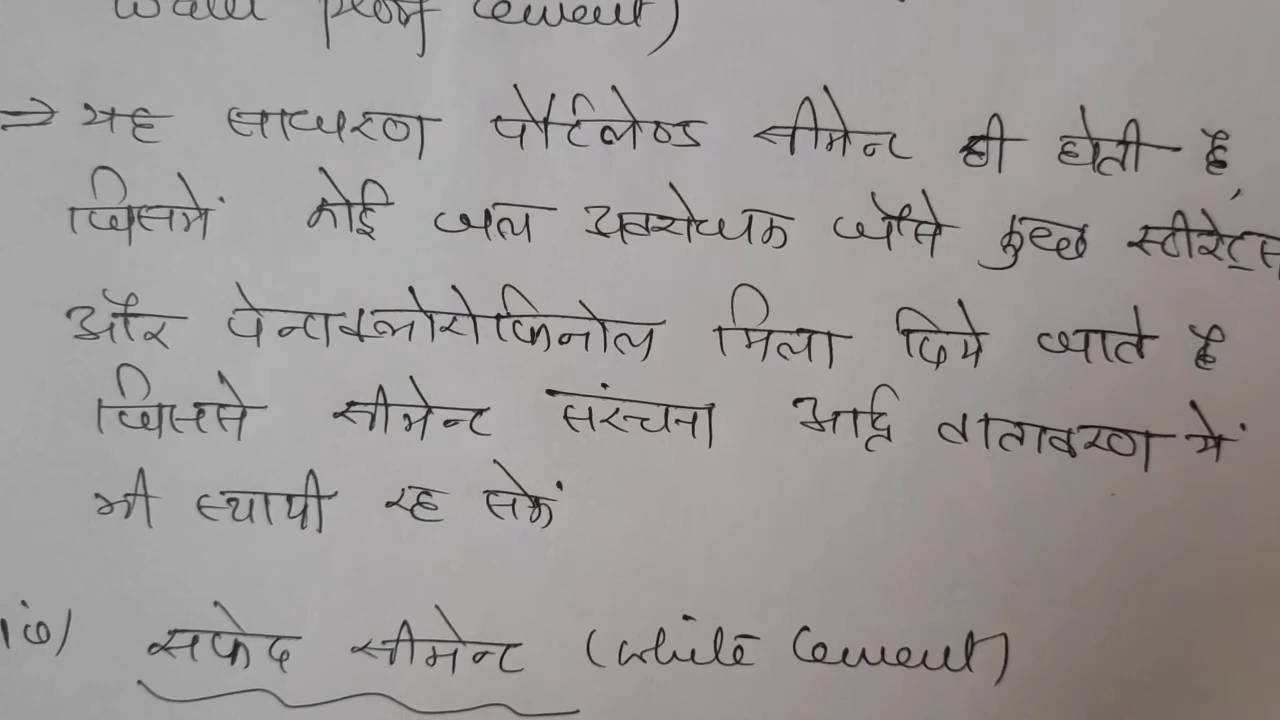 Water proof Cement)
⇒ यह साधारण पोर्टलेण्ड सीमेन्ट ही होती है,
जिसमें कोई जल अवरोधक जैसे कुछ स्टीरेट्स
और पेन्टाक्लोरोफिनोल मिला दिये जाते है
जिससे सीमेन्ट संरचना आर्द्र वातावरण में
भी स्थायी रह सकें
सफेद सीमेन्ट (White Cement)